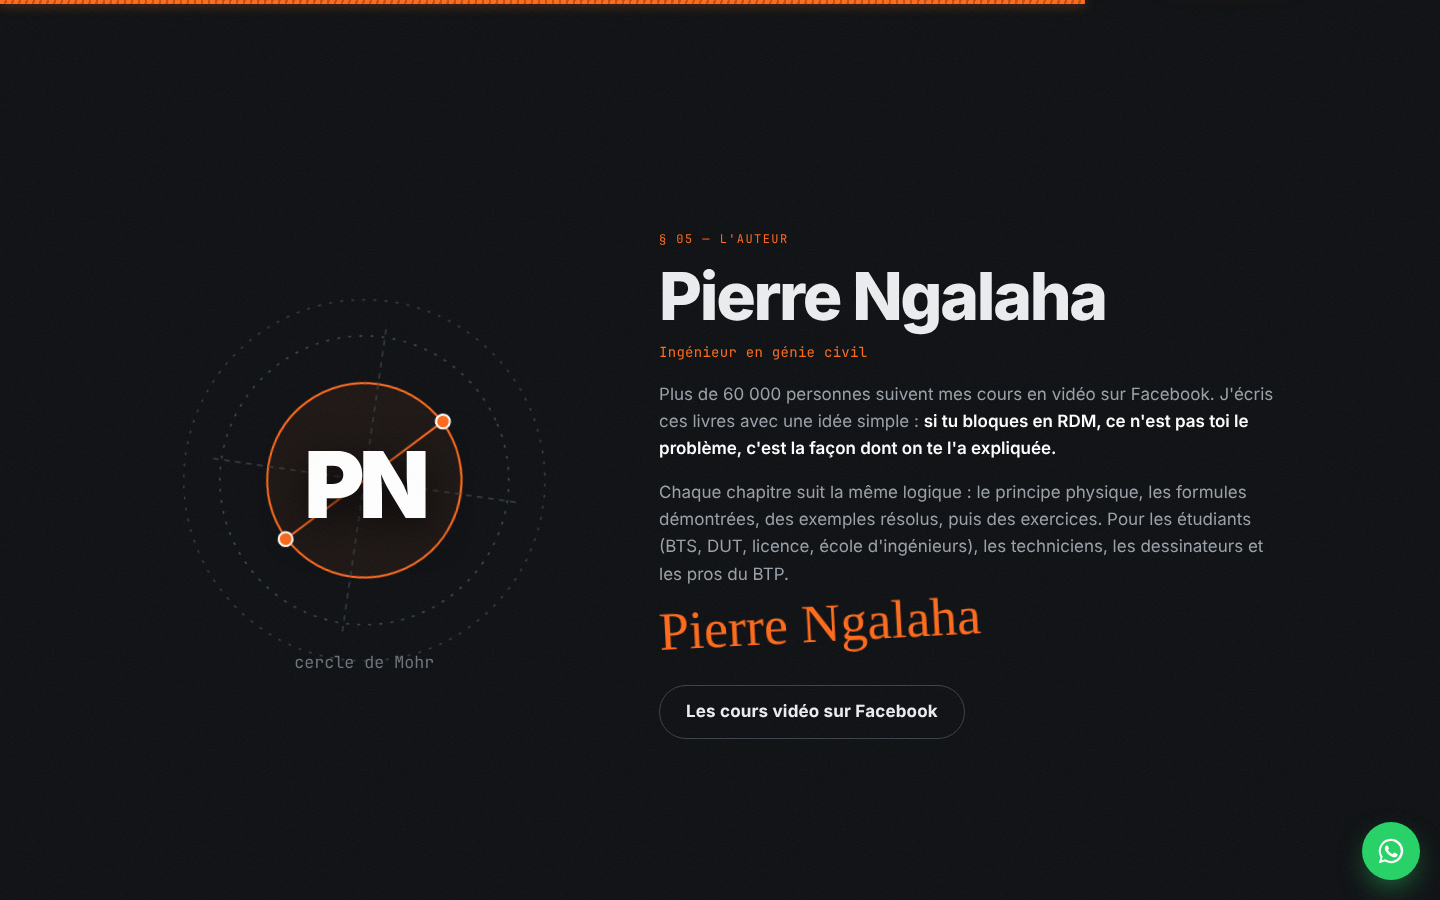 § 05 — L'AUTEUR
Pierre Ngalaha
Ingénieur en génie civil
Plus de 60 000 personnes suivent mes cours en vidéo sur Facebook. J'écris
ces livres avec une idée simple : si tu bloques en RDM, ce n'est pas toi le
problème, c'est la façon dont on te l'a expliquée.
Chaque chapitre suit la même logique : le principe physique, les formules
démontrées, des exemples résolus, puis des exercices. Pour les étudiants
(BTS, DUT, licence, école d'ingénieurs), les techniciens, les dessinateurs et
les pros du BTP.
Pierre Ngalaha
Les cours vidéo sur Facebook
PN
cercle de Mohr